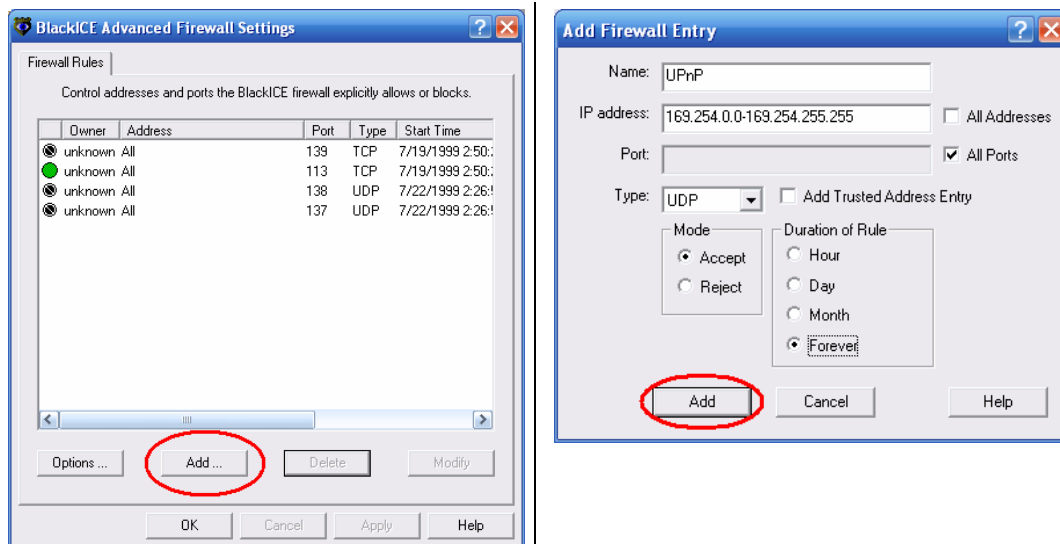 BlackICE Advanced Firewall Settings
Firewall Rules
Control addresses and ports the BlackICE firewall explicitly allows or blocks.
Owner Address Port Type Start Time
unknown All 139 TCP 7/19/1999 2:50:
unknown All 113 TCP 7/19/1999 2:50:
unknown All 138 UDP 7/22/1999 2:26:
unknown All 137 UDP 7/22/1999 2:26:
Options ... Add ... Delete Modify
OK Cancel Apply Help
Add Firewall Entry
Name: UPnP
IP address: 169.254.0.0-169.254.255.255 All Addresses
Port: All Ports
Type: UDP Add Trusted Address Entry
Mode
Accept
Reject
Duration of Rule
Hour
Day
Month
Forever
Add Cancel Help